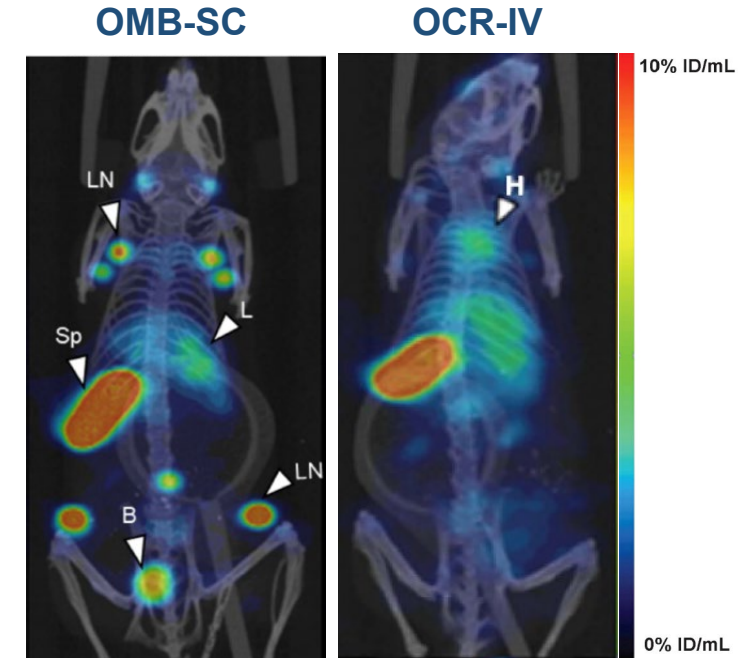 OMB-SC
OCR-IV
10% ID/mL
LN
H
L
Sp
LN
B
0% ID/mL